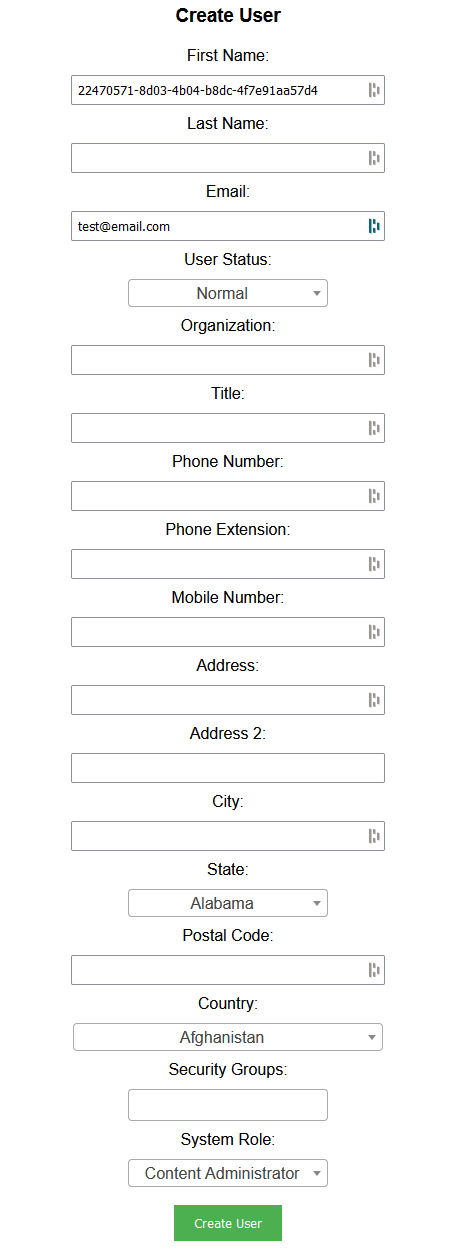 Create User
First Name:
22470571-8d03-4b04-b8dc-4f7e91aa57d4
Last Name:
Email:
test@email.com
User Status:
Normal
Organization:
Title:
Phone Number:
Phone Extension:
Mobile Number:
Address:
Address 2:
City:
State:
Alabama
Postal Code:
Country:
Afghanistan
Security Groups:
System Role:
Content Administrator
Create User